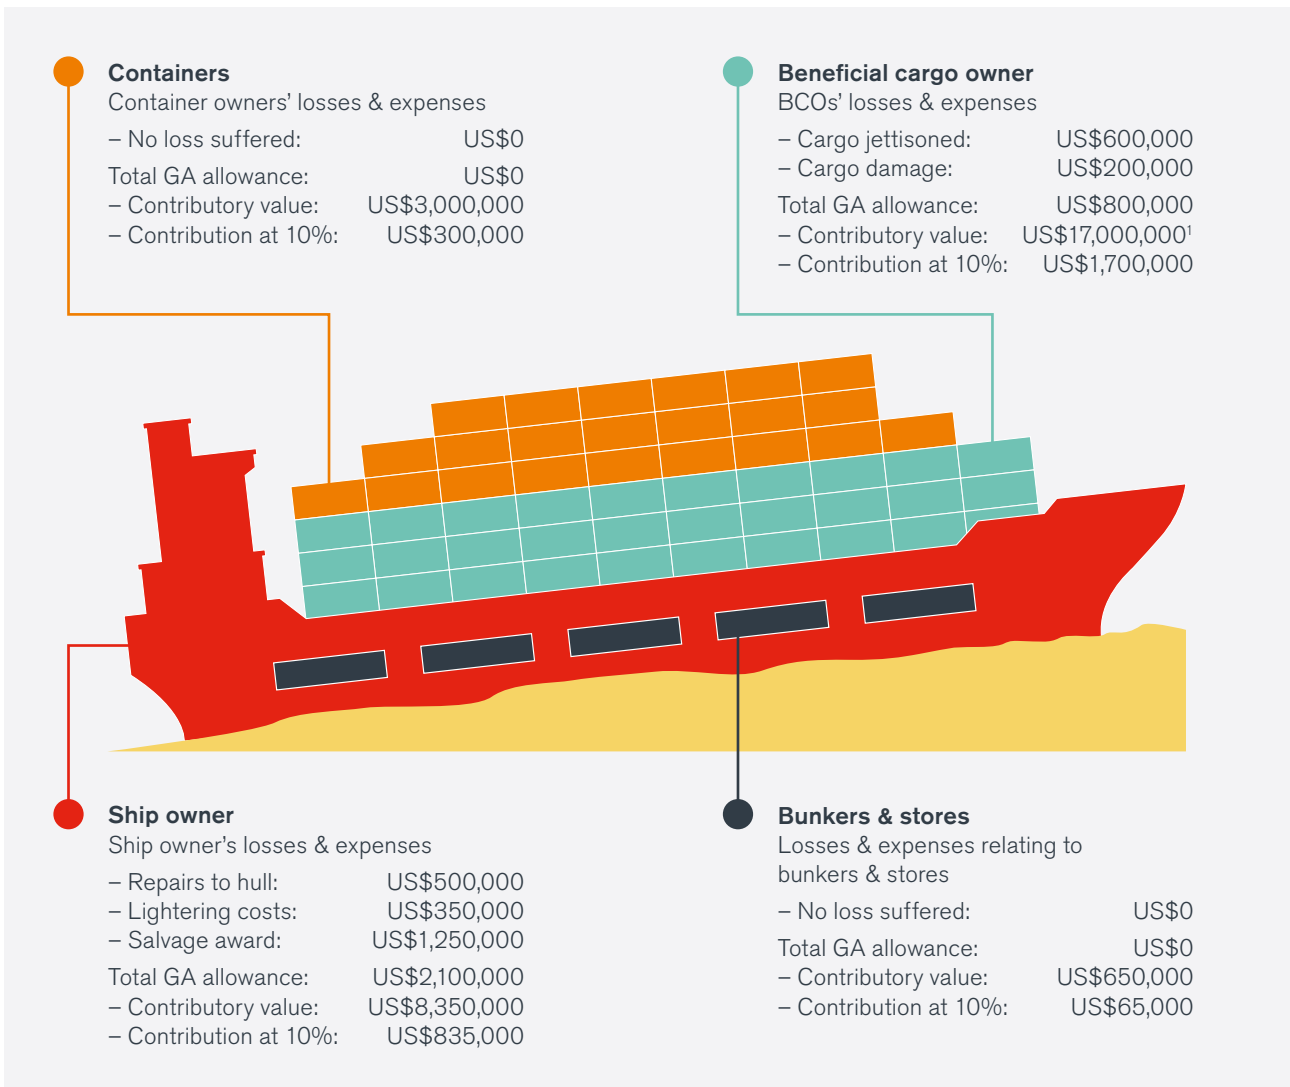 Containers
Container owners’ losses & expenses
– No loss suffered: US$0
Total GA allowance: US$0
– Contributory value: US$3,000,000
– Contribution at 10%: US$300,000
Beneficial cargo owner
BCOs’ losses & expenses
– Cargo jettisoned: US$600,000
– Cargo damage: US$200,000
Total GA allowance: US$800,000
– Contributory value: US$17,000,000¹
– Contribution at 10%: US$1,700,000
Ship owner
Ship owner’s losses & expenses
– Repairs to hull: US$500,000
– Lightering costs: US$350,000
– Salvage award: US$1,250,000
Total GA allowance: US$2,100,000
– Contributory value: US$8,350,000
– Contribution at 10%: US$835,000
Bunkers & stores
Losses & expenses relating to
bunkers & stores
– No loss suffered: US$0
Total GA allowance: US$0
– Contributory value: US$650,000
– Contribution at 10%: US$65,000